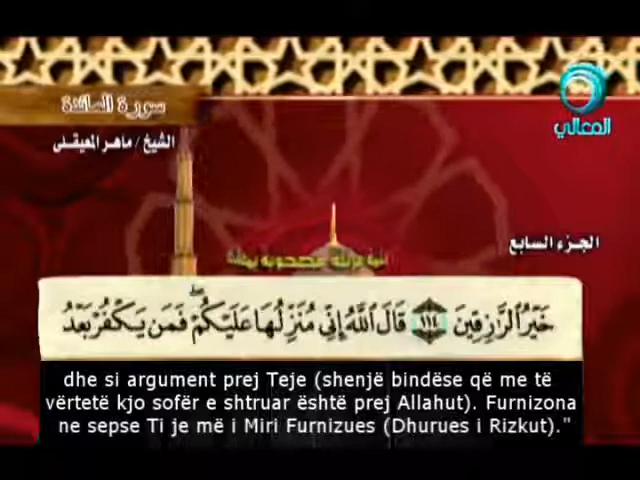 سورة المائدة
المعالي
الشيخ / ماهر المعيقلي
الجزء السابع
خَيْرُ الرَّازِقِينَ ١١٤ قَالَ اللَّهُ إِنِّي مُنَزِّلُهَا عَلَيْكُمْ ۖ فَمَن يَكْفُرْ بَعْدُ
dhe si argument prej Teje (shenjë bindëse që me të
vërtetë kjo sofër e shtruar është prej Allahut). Furnizona
ne sepse Ti je më i Miri Furnizues (Dhurues i Rizkut)."